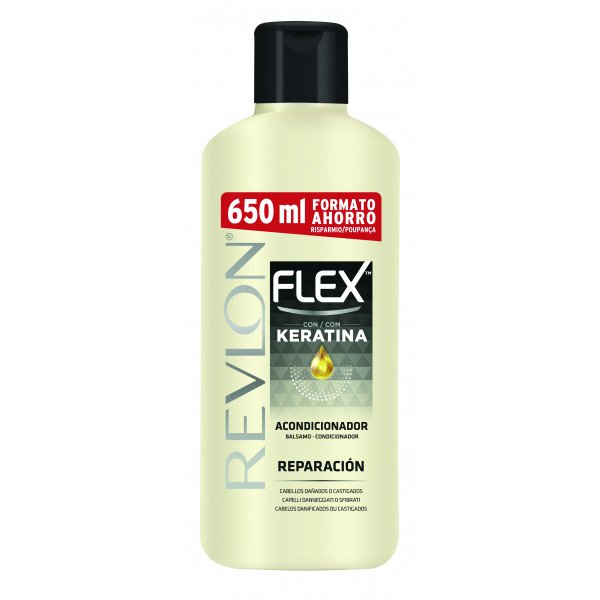 650 ml FORMATO
AHORRO
RISPARMIO/POUPANÇA
REVLON®
FLEX™
CON / COM
KERATINA
ACONDICIONADOR
BALSAMO - CONDICIONADOR
REPARACIÓN
CABELLOS DAÑADOS O CASTIGADOS
CAPELLI DANNEGGIATI O SFIBRATI
CABELOS DANIFICADOS OU CASTIGADOS